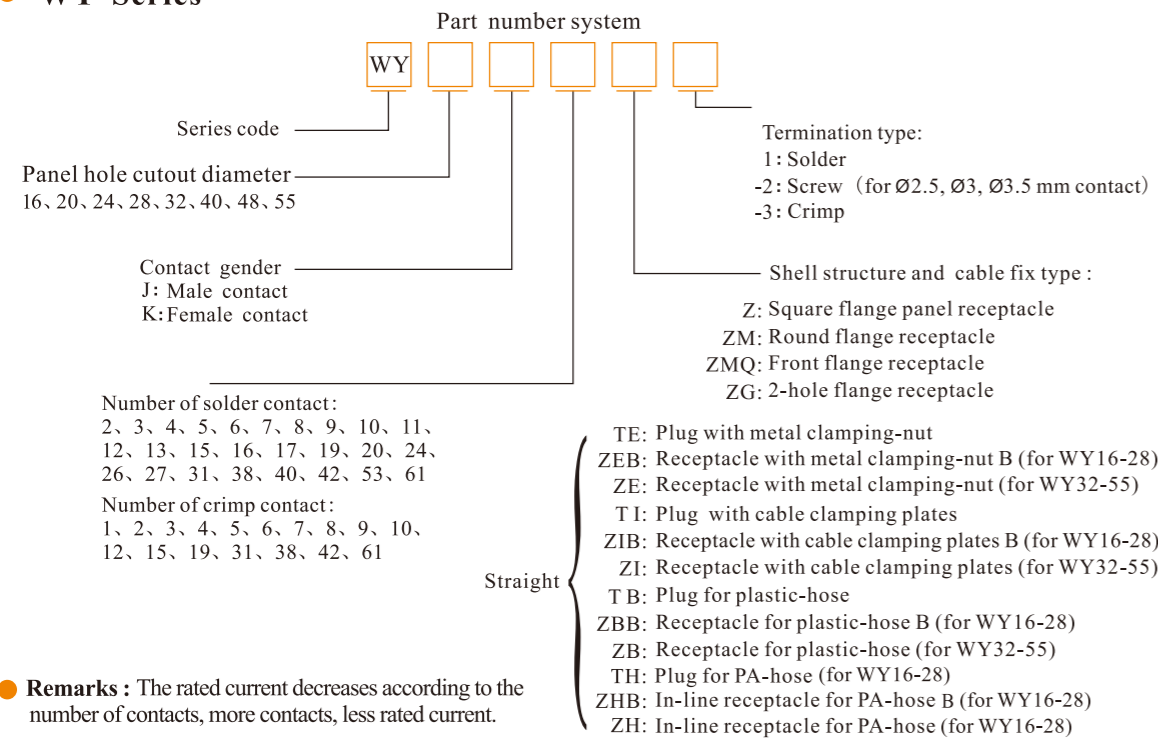 WY Series
Part number system
WY
Series code
Panel hole cutout diameter
16、20、24、28、32、40、48、55
Contact gender
J: Male contact
K: Female contact
Number of solder contact:
2、3、4、5、6、7、8、9、10、11、
12、13、15、16、17、19、20、24、
26、27、31、38、40、42、53、61
Number of crimp contact:
1、2、3、4、5、6、7、8、9、10、
12、15、19、31、38、42、61
Termination type:
1: Solder
-2: Screw（for Ø2.5, Ø3, Ø3.5 mm contact）
-3: Crimp
Shell structure and cable fix type :
Z: Square flange panel receptacle
ZM: Round flange receptacle
ZMQ: Front flange receptacle
ZG: 2-hole flange receptacle
Straight
TE: Plug with metal clamping-nut
ZEB: Receptacle with metal clamping-nut B (for WY16-28)
ZE: Receptacle with metal clamping-nut (for WY32-55)
TI: Plug with cable clamping plates
ZIB: Receptacle with cable clamping plates B (for WY16-28)
ZI: Receptacle with cable clamping plates (for WY32-55)
TB: Plug for plastic-hose
ZBB: Receptacle for plastic-hose B (for WY16-28)
ZB: Receptacle for plastic-hose (for WY32-55)
TH: Plug for PA-hose (for WY16-28)
ZHB: In-line receptacle for PA-hose B (for WY16-28)
ZH: In-line receptacle for PA-hose (for WY16-28)
Remarks : The rated current decreases according to the
number of contacts, more contacts, less rated current.